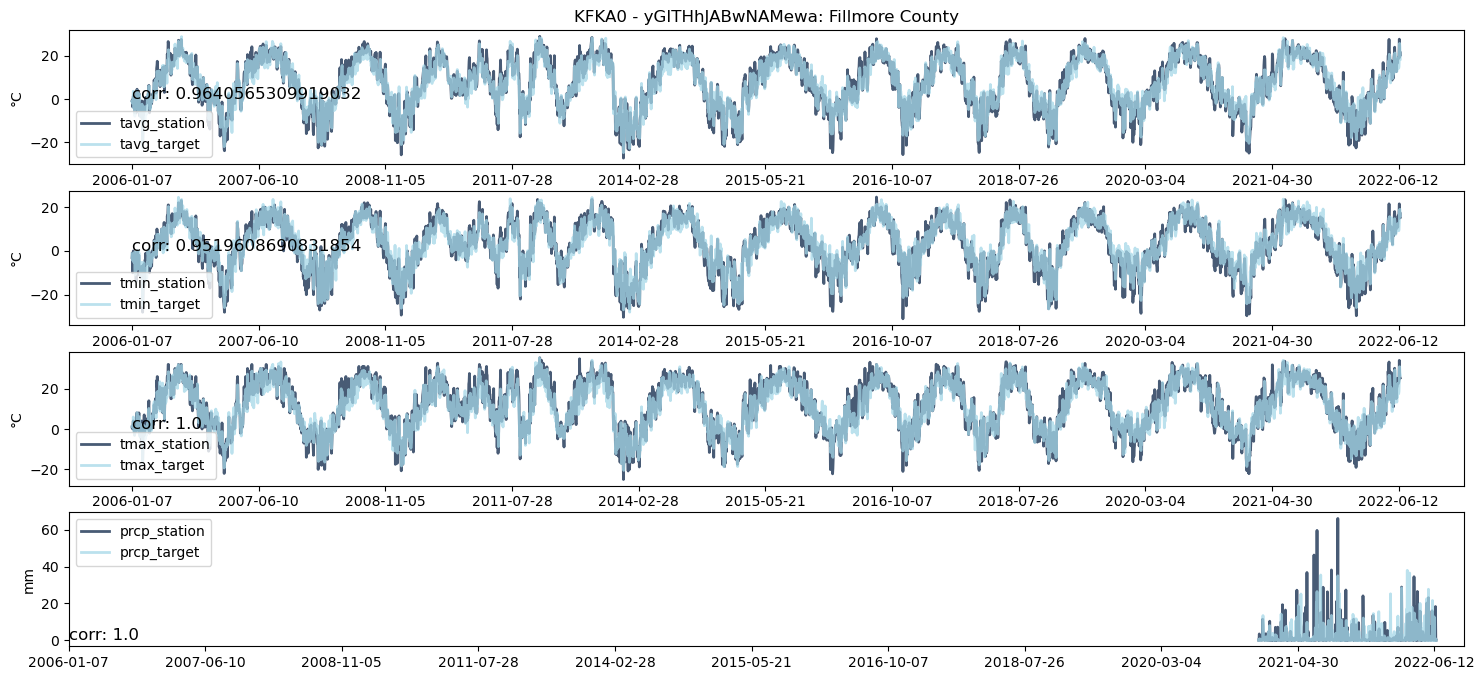 KFKA0 - yGlTHhJABwNAMewa: Fillmore County
20
0
−20
°C
corr: 0.9640565309919032
tavg_station
tavg_target
2006-01-07 2007-06-10 2008-11-05 2011-07-28 2014-02-28 2015-05-21 2016-10-07 2018-07-26 2020-03-04 2021-04-30 2022-06-12
20
0
−20
°C
corr: 0.9519608690831854
tmin_station
tmin_target
2006-01-07 2007-06-10 2008-11-05 2011-07-28 2014-02-28 2015-05-21 2016-10-07 2018-07-26 2020-03-04 2021-04-30 2022-06-12
20
0
−20
°C
corr: 1.0
tmax_station
tmax_target
2006-01-07 2007-06-10 2008-11-05 2011-07-28 2014-02-28 2015-05-21 2016-10-07 2018-07-26 2020-03-04 2021-04-30 2022-06-12
60
40
20
0
mm
prcp_station
prcp_target
corr: 1.0
2006-01-07 2007-06-10 2008-11-05 2011-07-28 2014-02-28 2015-05-21 2016-10-07 2018-07-26 2020-03-04 2021-04-30 2022-06-12